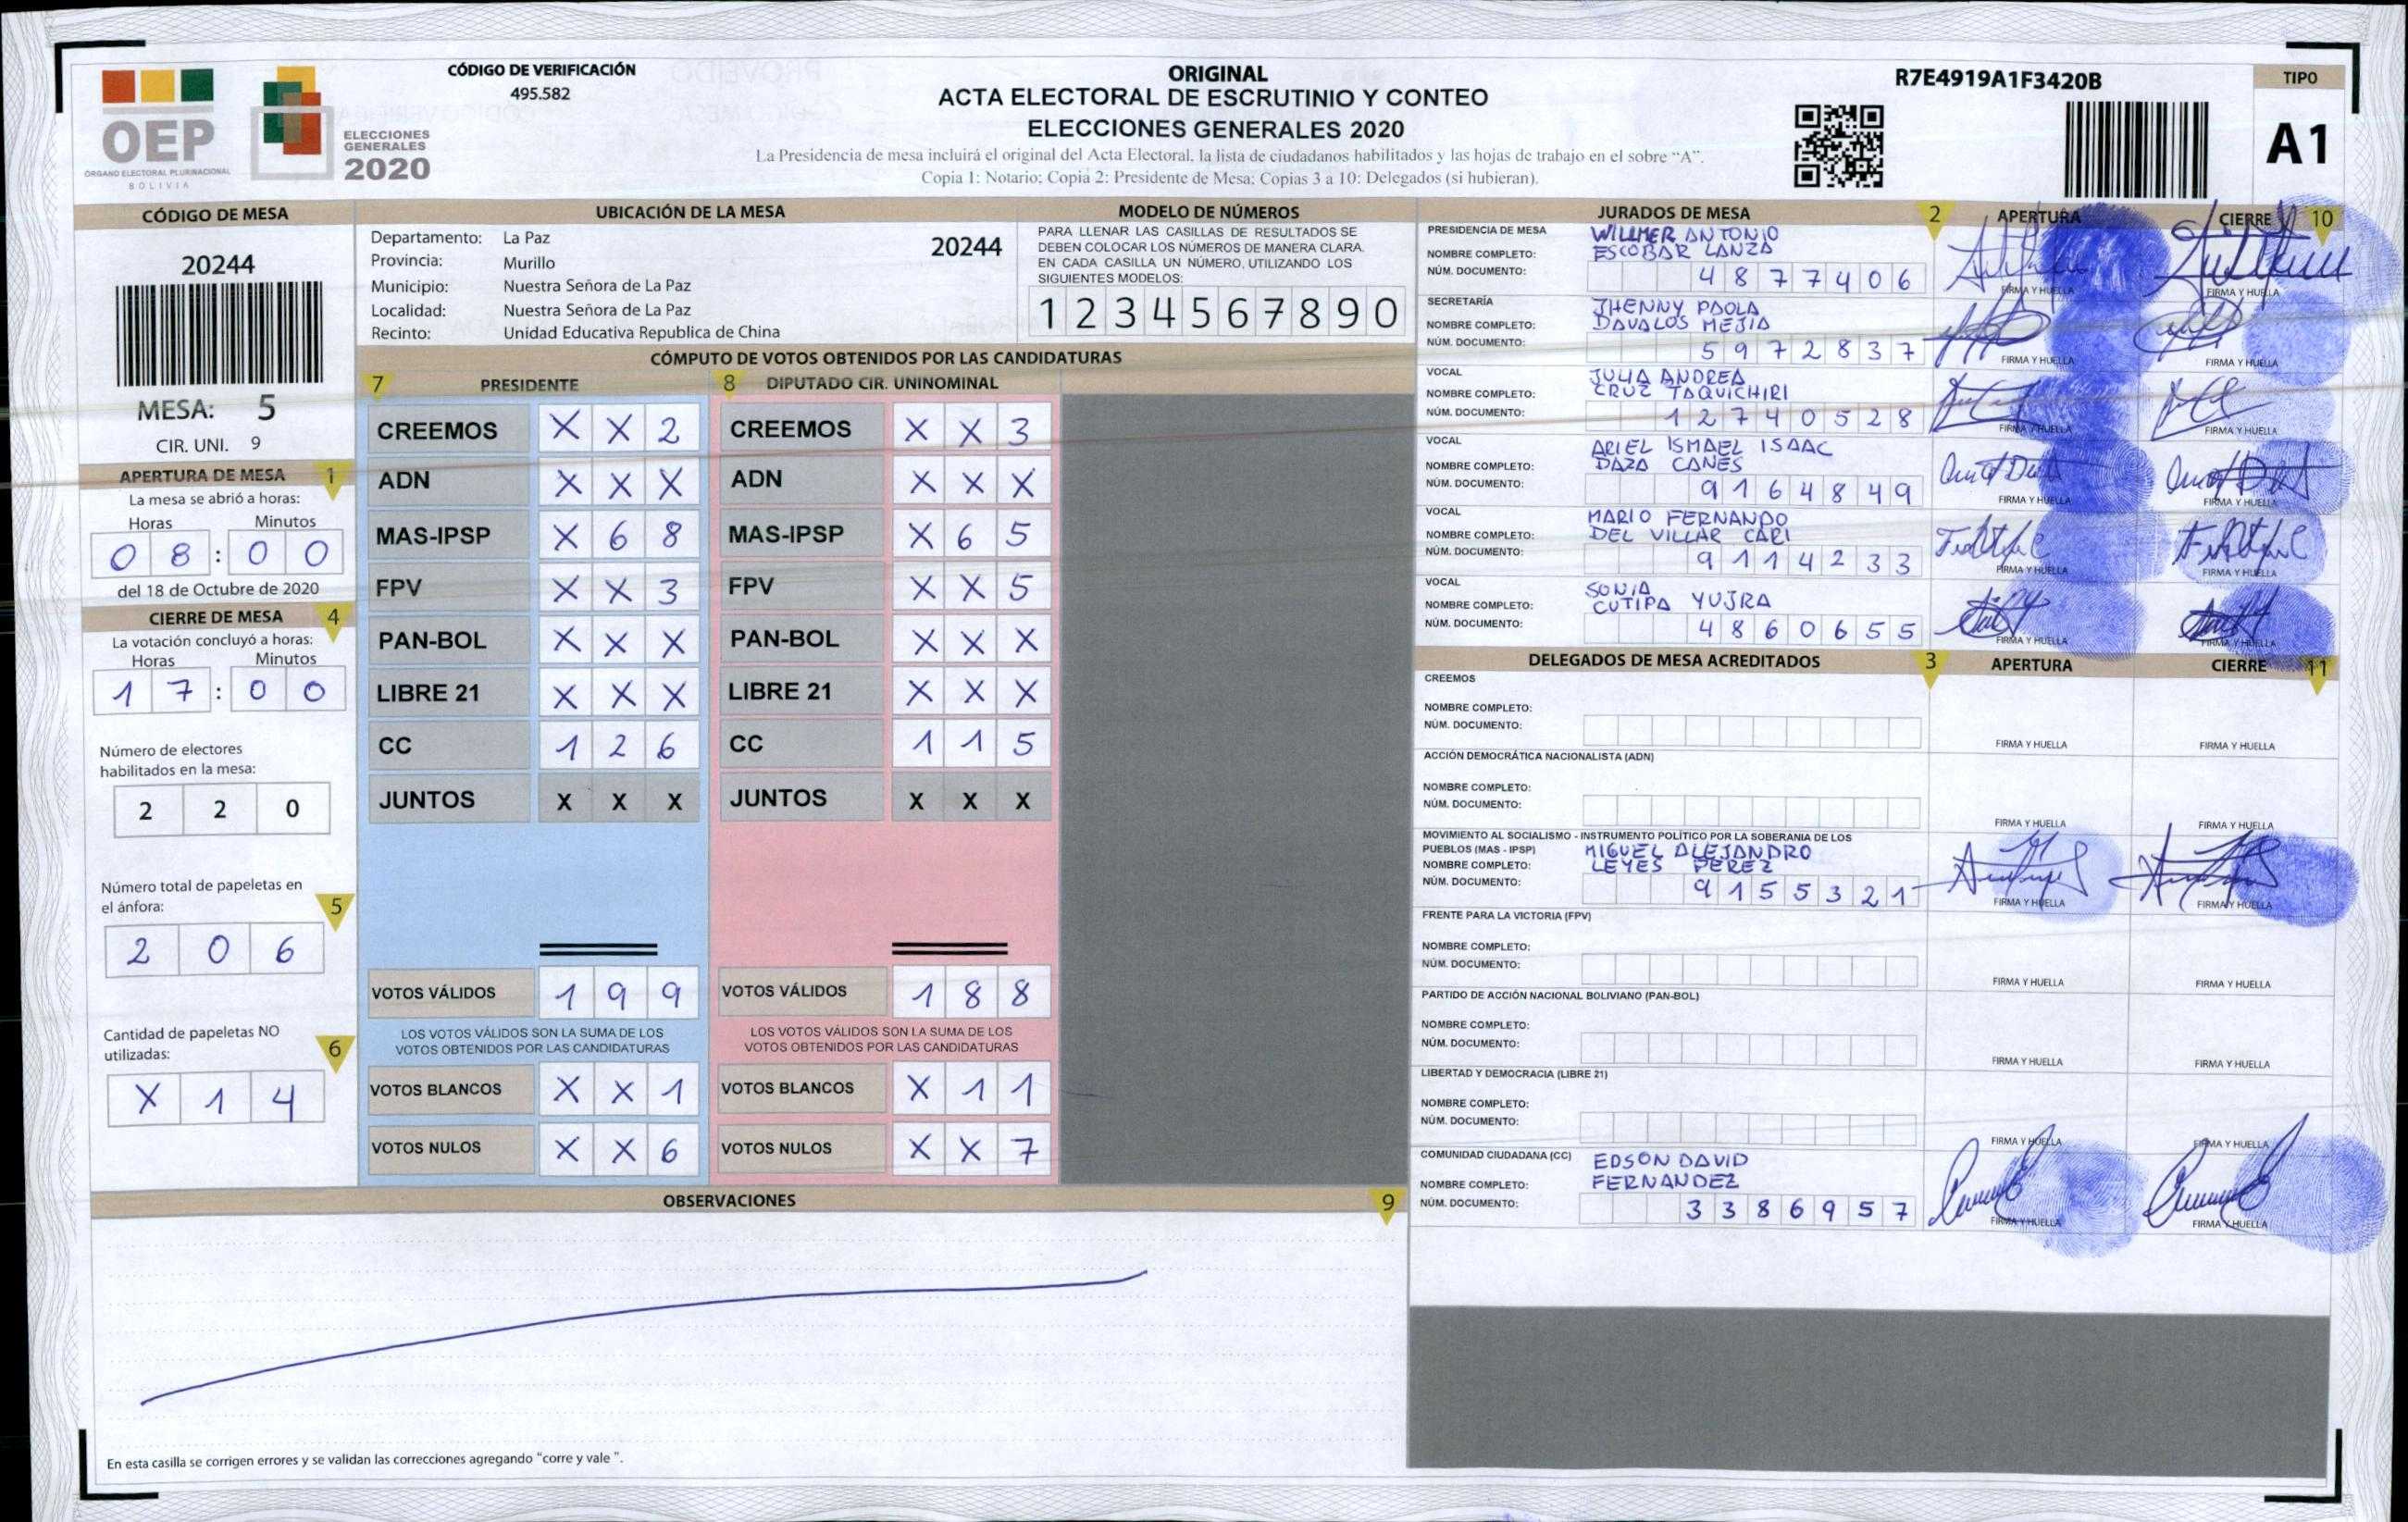 OEP
ÓRGANO ELECTORAL PLURINACIONAL
BOLIVIA
ELECCIONES
GENERALES
2020
CÓDIGO DE VERIFICACIÓN
495.582
ORIGINAL
ACTA ELECTORAL DE ESCRUTINIO Y CONTEO
ELECCIONES GENERALES 2020
La Presidencia de mesa incluirá el original del Acta Electoral, la lista de ciudadanos habilitados y las hojas de trabajo en el sobre “A”.
Copia 1: Notario; Copia 2: Presidente de Mesa; Copias 3 a 10: Delegados (si hubieran).
R7E4919A1F3420B
TIPO
A1
CÓDIGO DE MESA
20244
MESA: 5
CIR. UNI. 9
APERTURA DE MESA 1
La mesa se abrió a horas:
Horas Minutos
0 8 : 0 0
del 18 de Octubre de 2020
CIERRE DE MESA 4
La votación concluyó a horas:
Horas Minutos
1 7 : 0 0
Número de electores
habilitados en la mesa:
2 2 0
Número total de papeletas en
el ánfora: 5
2 0 6
Cantidad de papeletas NO
utilizadas: 6
X 1 4
UBICACIÓN DE LA MESA
Departamento: La Paz 20244
Provincia: Murillo
Municipio: Nuestra Señora de La Paz
Localidad: Nuestra Señora de La Paz
Recinto: Unidad Educativa Republica de China
MODELO DE NÚMEROS
PARA LLENAR LAS CASILLAS DE RESULTADOS SE
DEBEN COLOCAR LOS NÚMEROS DE MANERA CLARA.
EN CADA CASILLA UN NÚMERO, UTILIZANDO LOS
SIGUIENTES MODELOS:
1 2 3 4 5 6 7 8 9 0
CÓMPUTO DE VOTOS OBTENIDOS POR LAS CANDIDATURAS
7 PRESIDENTE 8 DIPUTADO CIR. UNINOMINAL
CREEMOS X X 2 CREEMOS X X 3
ADN X X X ADN X X X
MAS-IPSP X 6 8 MAS-IPSP X 6 5
FPV X X 3 FPV X X 5
PAN-BOL X X X PAN-BOL X X X
LIBRE 21 X X X LIBRE 21 X X X
CC 1 2 6 CC 1 1 5
JUNTOS X X X JUNTOS X X X
VOTOS VÁLIDOS 1 9 9 VOTOS VÁLIDOS 1 8 8
LOS VOTOS VÁLIDOS SON LA SUMA DE LOS LOS VOTOS VÁLIDOS SON LA SUMA DE LOS
VOTOS OBTENIDOS POR LAS CANDIDATURAS VOTOS OBTENIDOS POR LAS CANDIDATURAS
VOTOS BLANCOS X X 1 VOTOS BLANCOS X 1 1
VOTOS NULOS X X 6 VOTOS NULOS X X 7
OBSERVACIONES 9
En esta casilla se corrigen errores y se validan las correcciones agregando “corre y vale ”.
JURADOS DE MESA 2 APERTURA CIERRE 10
PRESIDENCIA DE MESA WILLMER ANTONIO
NOMBRE COMPLETO: ESCOBAR LANZA
NÚM. DOCUMENTO: 4 8 7 7 4 0 6
FIRMA Y HUELLA FIRMA Y HUELLA
SECRETARÍA JHENNY PAOLA
NOMBRE COMPLETO: DAVALOS MEJIA
NÚM. DOCUMENTO: 5 9 7 2 8 3 7
FIRMA Y HUELLA FIRMA Y HUELLA
VOCAL JULIA ANDREA
NOMBRE COMPLETO: CRUZ TAQUICHIRI
NÚM. DOCUMENTO: 1 2 7 4 0 5 2 8
FIRMA Y HUELLA FIRMA Y HUELLA
VOCAL ARIEL ISMAEL ISAAC
NOMBRE COMPLETO: DAZA CANES
NÚM. DOCUMENTO: 9 1 6 4 8 4 9
FIRMA Y HUELLA FIRMA Y HUELLA
VOCAL MARIO FERNANDO
NOMBRE COMPLETO: DEL VILLAR CARI
NÚM. DOCUMENTO: 9 1 1 4 2 3 3
FIRMA Y HUELLA FIRMA Y HUELLA
VOCAL SONIA
NOMBRE COMPLETO: CUTIPA YUJRA
NÚM. DOCUMENTO: 4 8 6 0 6 5 5
FIRMA Y HUELLA FIRMA Y HUELLA
DELEGADOS DE MESA ACREDITADOS 3 APERTURA CIERRE 11
CREEMOS
NOMBRE COMPLETO:
NÚM. DOCUMENTO:
FIRMA Y HUELLA FIRMA Y HUELLA
ACCIÓN DEMOCRÁTICA NACIONALISTA (ADN)
NOMBRE COMPLETO:
NÚM. DOCUMENTO:
FIRMA Y HUELLA FIRMA Y HUELLA
MOVIMIENTO AL SOCIALISMO - INSTRUMENTO POLÍTICO POR LA SOBERANIA DE LOS
PUEBLOS (MAS - IPSP) MIGUEL ALEJANDRO
NOMBRE COMPLETO: LEYES PEREZ
NÚM. DOCUMENTO: 9 1 5 5 3 2 1
FIRMA Y HUELLA FIRMA Y HUELLA
FRENTE PARA LA VICTORIA (FPV)
NOMBRE COMPLETO:
NÚM. DOCUMENTO:
FIRMA Y HUELLA FIRMA Y HUELLA
PARTIDO DE ACCIÓN NACIONAL BOLIVIANO (PAN-BOL)
NOMBRE COMPLETO:
NÚM. DOCUMENTO:
FIRMA Y HUELLA FIRMA Y HUELLA
LIBERTAD Y DEMOCRACIA (LIBRE 21)
NOMBRE COMPLETO:
NÚM. DOCUMENTO:
FIRMA Y HUELLA FIRMA Y HUELLA
COMUNIDAD CIUDADANA (CC) EDSON DAVID
NOMBRE COMPLETO: FERNANDEZ
NÚM. DOCUMENTO: 3 3 8 6 9 5 7
FIRMA Y HUELLA FIRMA Y HUELLA